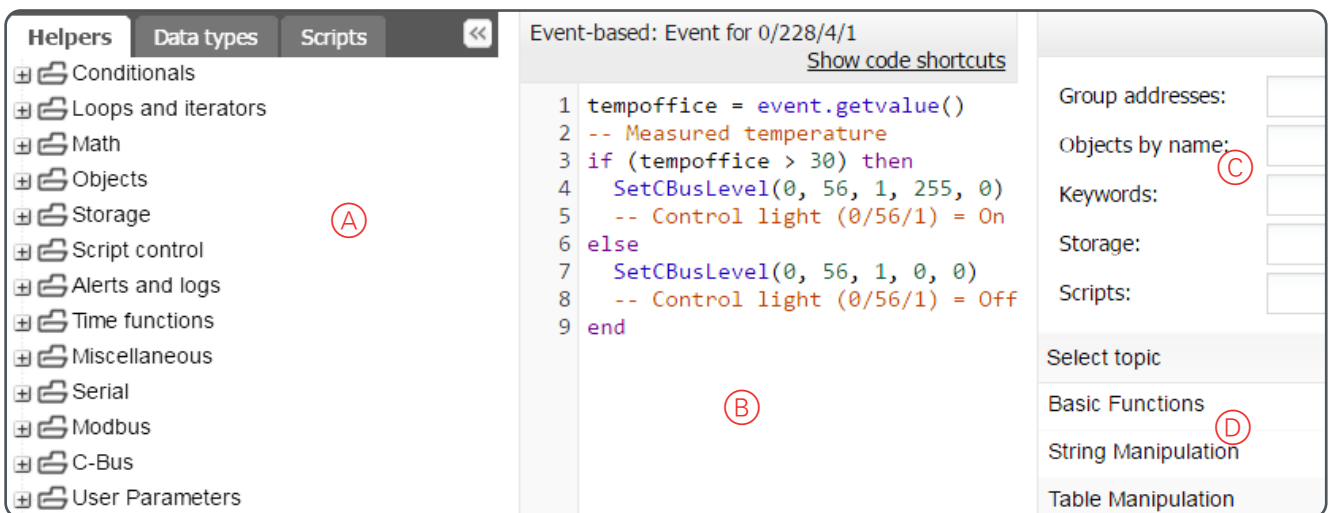 Helpers Data types Scripts
Conditionals
Loops and iterators
Math
Objects
Storage
Script control
Alerts and logs
Time functions
Miscellaneous
Serial
Modbus
C-Bus
User Parameters
A
Event-based: Event for 0/228/4/1
Show code shortcuts
1 tempoffice = event.getvalue()
2 -- Measured temperature
3 if (tempoffice > 30) then
4 SetCBusLevel(0, 56, 1, 255, 0)
5 -- Control light (0/56/1) = On
6 else
7 SetCBusLevel(0, 56, 1, 0, 0)
8 -- Control light (0/56/1) = Off
9 end
B
Group addresses:
Objects by name:
C
Keywords:
Storage:
Scripts:
Select topic
Basic Functions
D
String Manipulation
Table Manipulation